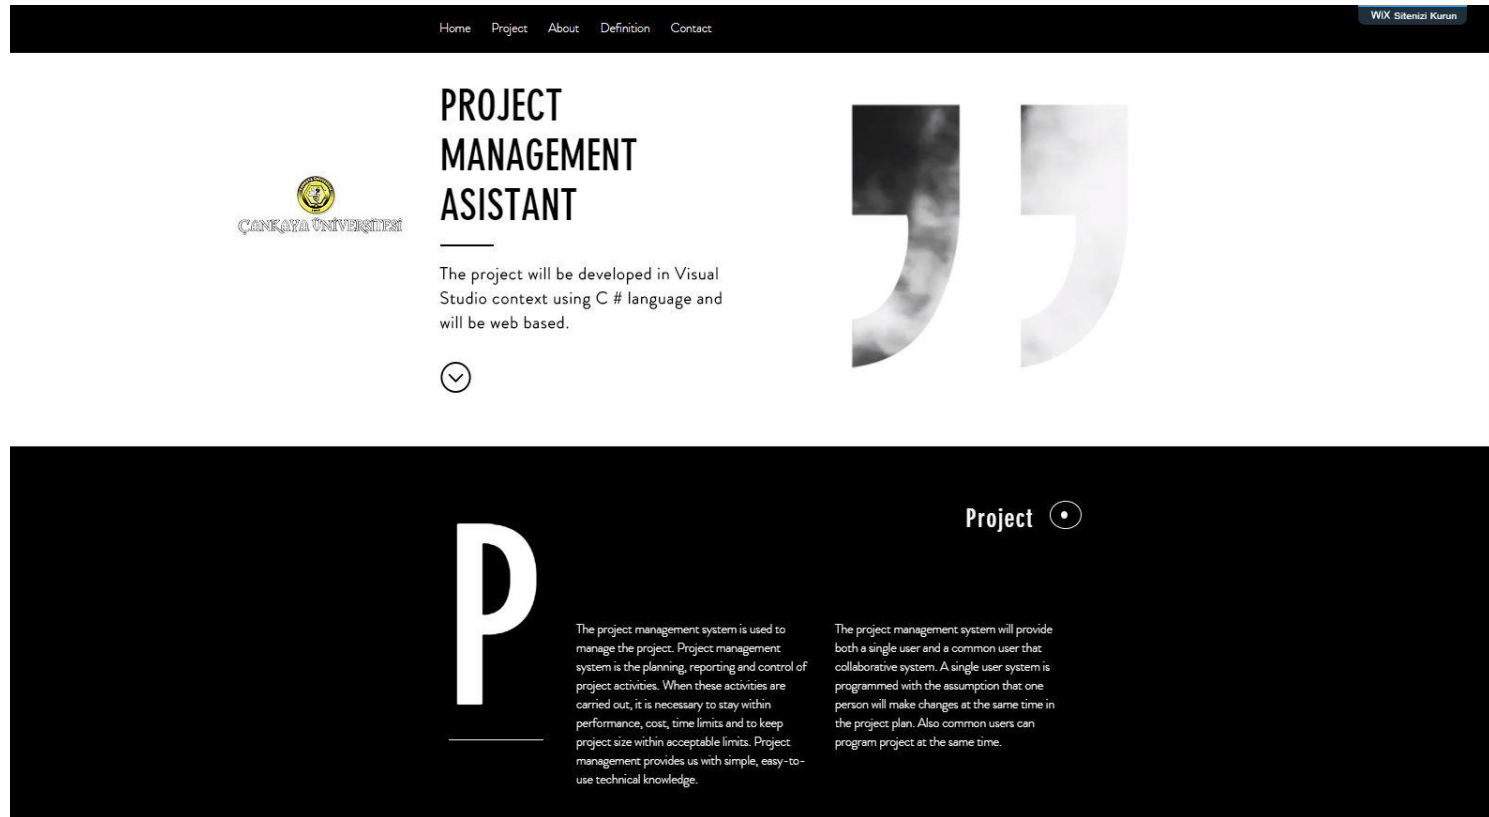 Home Project About Definition Contact
WiX Sitenizi Kurun
PROJECT
MANAGEMENT
ASISTANT
ÇANKAYA ÜNİVERSİTESİ
The project will be developed in Visual
Studio context using C # language and
will be web based.
Project
P
The project management system is used to
manage the project. Project management
system is the planning, reporting and control of
project activities. When these activities are
carried out, it is necessary to stay within
performance, cost, time limits and to keep
project size within acceptable limits. Project
management provides us with simple, easy-to-
use technical knowledge.
The project management system will provide
both a single user and a common user that
collaborative system. A single user system is
programmed with the assumption that one
person will make changes at the same time in
the project plan. Also common users can
program project at the same time.